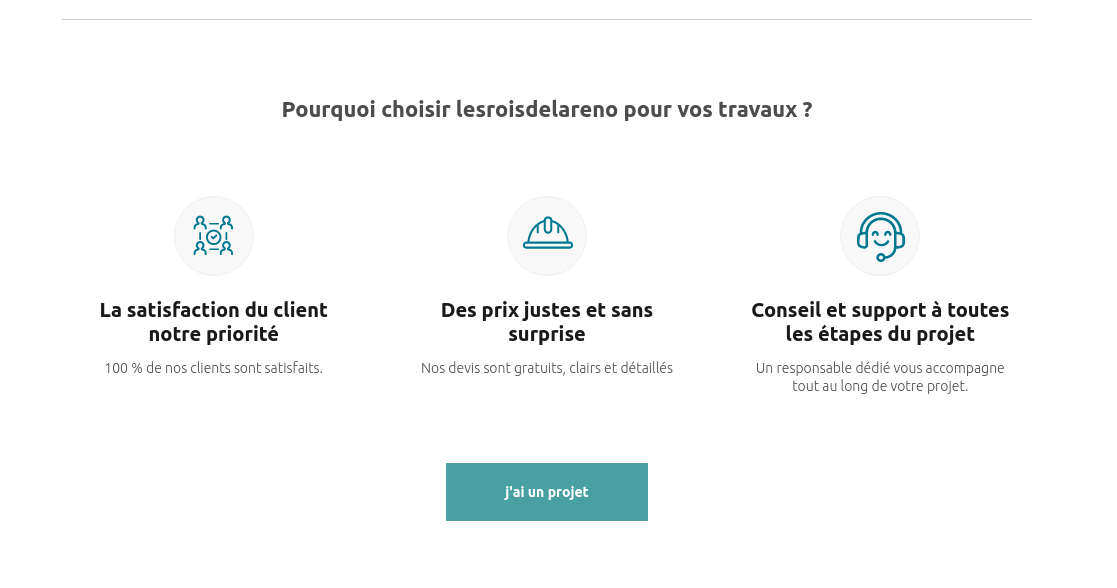 Pourquoi choisir lesroisdelareno pour vos travaux ?
La satisfaction du client
notre priorité
100 % de nos clients sont satisfaits.
Des prix justes et sans
surprise
Nos devis sont gratuits, clairs et détaillés
Conseil et support à toutes
les étapes du projet
Un responsable dédié vous accompagne
tout au long de votre projet.
j'ai un projet